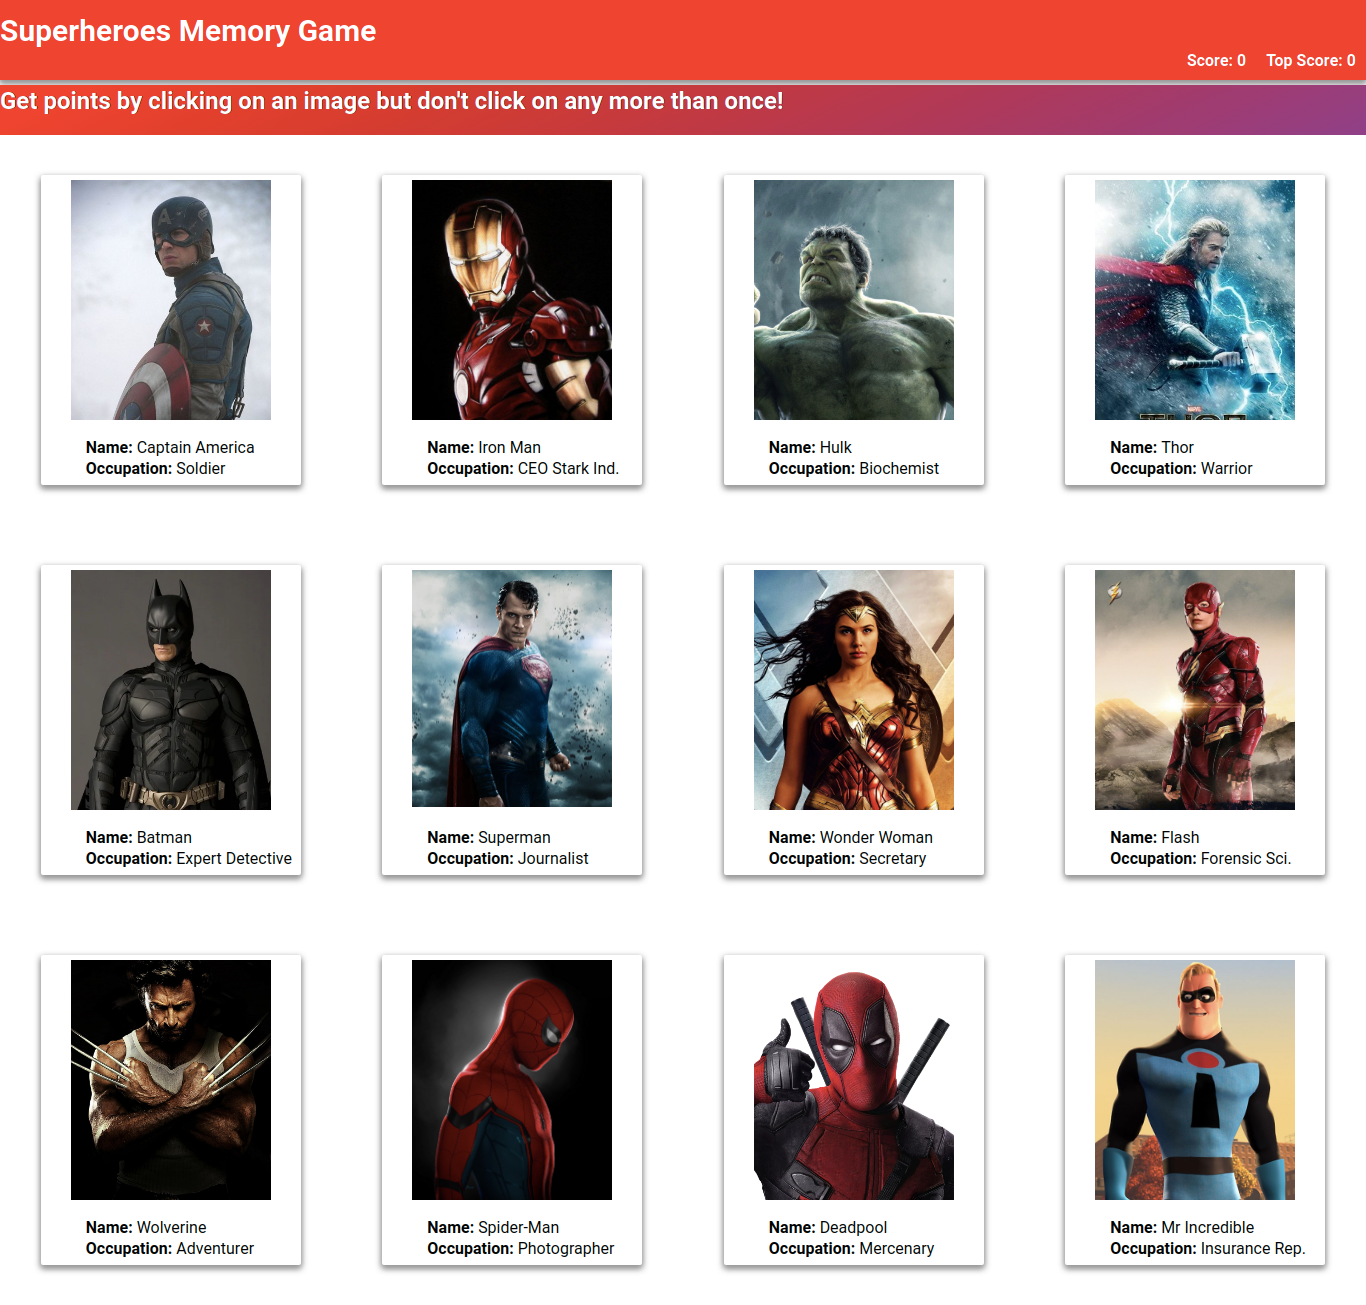 Superheroes Memory Game
Score: 0 Top Score: 0
Get points by clicking on an image but don't click on any more than once!
Name: Captain America
Occupation: Soldier
Name: Iron Man
Occupation: CEO Stark Ind.
Name: Hulk
Occupation: Biochemist
MARVEL
THOR
Name: Thor
Occupation: Warrior
Name: Batman
Occupation: Expert Detective
Name: Superman
Occupation: Journalist
Name: Wonder Woman
Occupation: Secretary
Name: Flash
Occupation: Forensic Sci.
Name: Wolverine
Occupation: Adventurer
Name: Spider-Man
Occupation: Photographer
Name: Deadpool
Occupation: Mercenary
Name: Mr Incredible
Occupation: Insurance Rep.